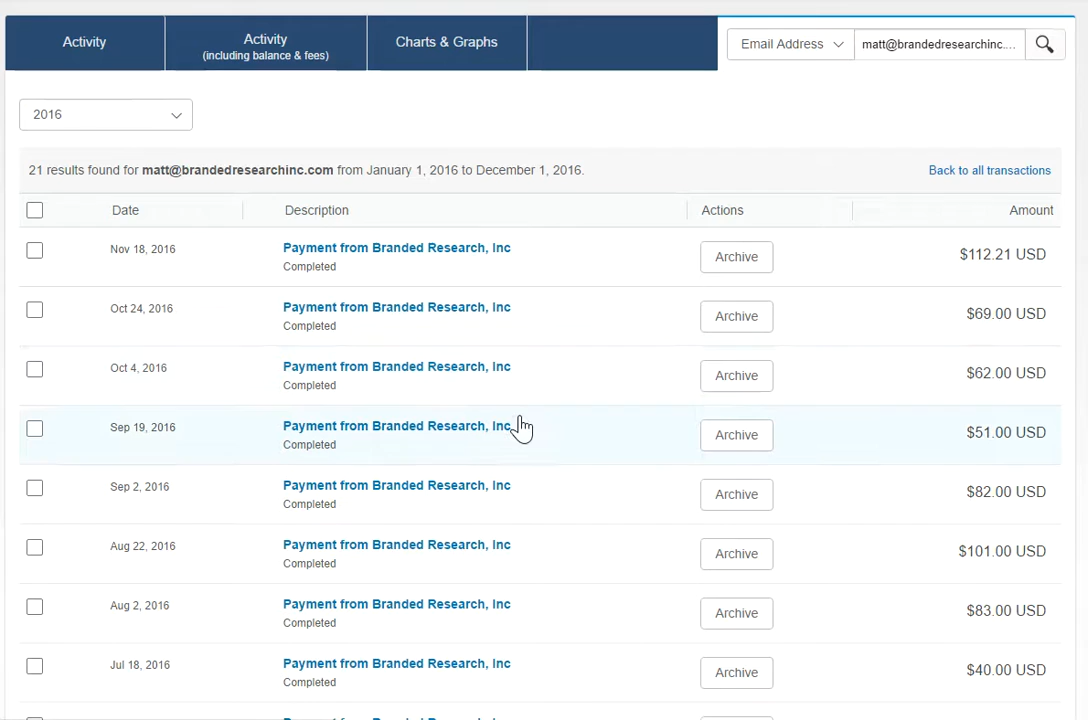 Activity
Activity
(including balance & fees)
Charts & Graphs
Email Address
matt@brandedresearchinc....
2016
21 results found for matt@brandedresearchinc.com from January 1, 2016 to December 1, 2016.
Back to all transactions
Date Description Actions Amount
Nov 18, 2016 Payment from Branded Research, Inc Archive $112.21 USD
Completed
Oct 24, 2016 Payment from Branded Research, Inc Archive $69.00 USD
Completed
Oct 4, 2016 Payment from Branded Research, Inc Archive $62.00 USD
Completed
Sep 19, 2016 Payment from Branded Research, Inc Archive $51.00 USD
Completed
Sep 2, 2016 Payment from Branded Research, Inc Archive $82.00 USD
Completed
Aug 22, 2016 Payment from Branded Research, Inc Archive $101.00 USD
Completed
Aug 2, 2016 Payment from Branded Research, Inc Archive $83.00 USD
Completed
Jul 18, 2016 Payment from Branded Research, Inc Archive $40.00 USD
Completed